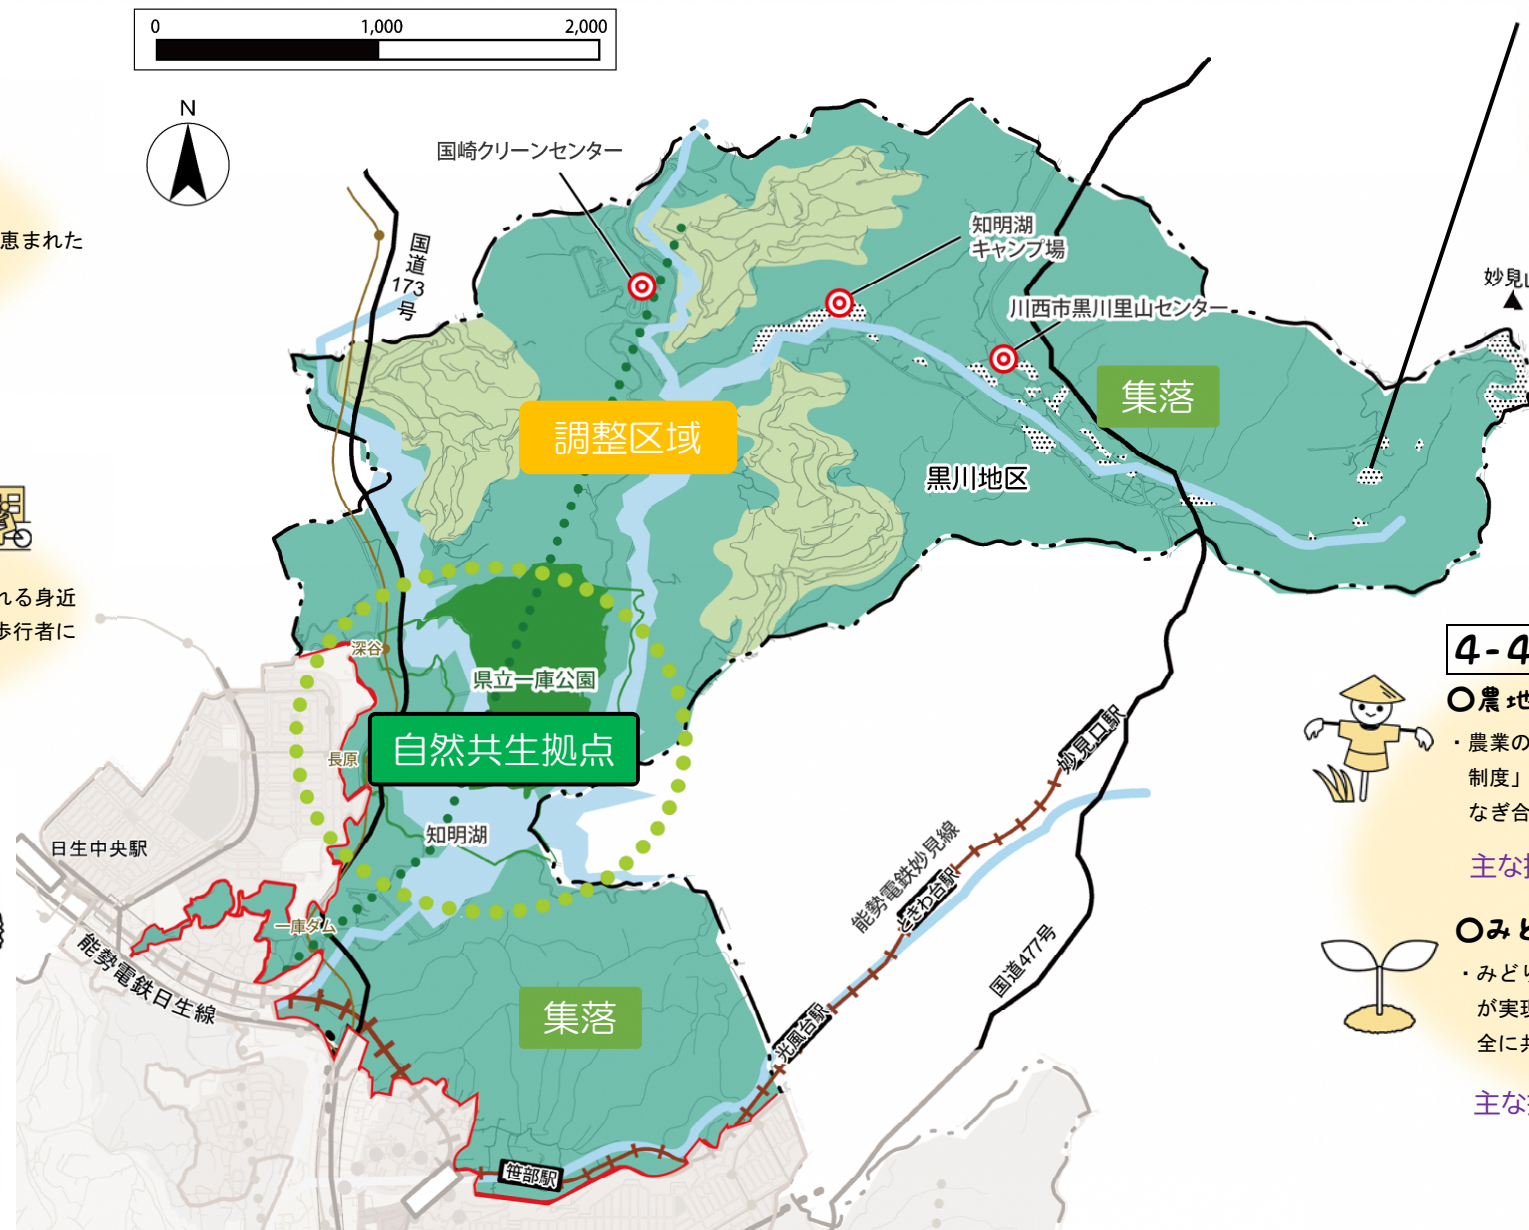 0 1,000 2,000
N
国崎クリーンセンター
恵まれた
国道173号
知明湖
キャンプ場
川西市黒川里山センター
妙見山
調整区域
集落
黒川地区
れる身近
歩行者に
深谷
県立一庫公園
自然共生拠点
長原
知明湖
日生中央駅
一庫ダム
能勢電鉄日生線
集落
笹部駅
光風台駅
ときわ台駅
能勢電鉄妙見線
妙見口駅
国道477号
4-4
〇農地
・農業の
制度」
なぎ合
主な
〇みど
・みどり
が実現
全に共
主な